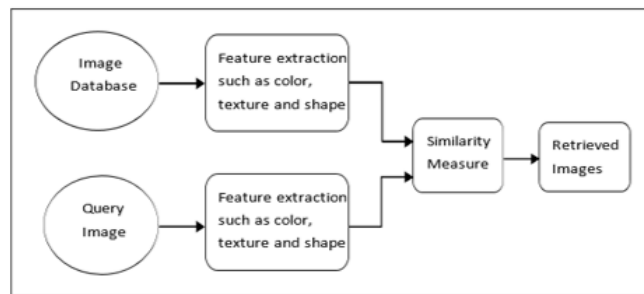 Image
Database
Feature extraction
such as color,
texture and shape
Similarity
Measure
Retrieved
Images
Query
Image
Feature extraction
such as color,
texture and shape